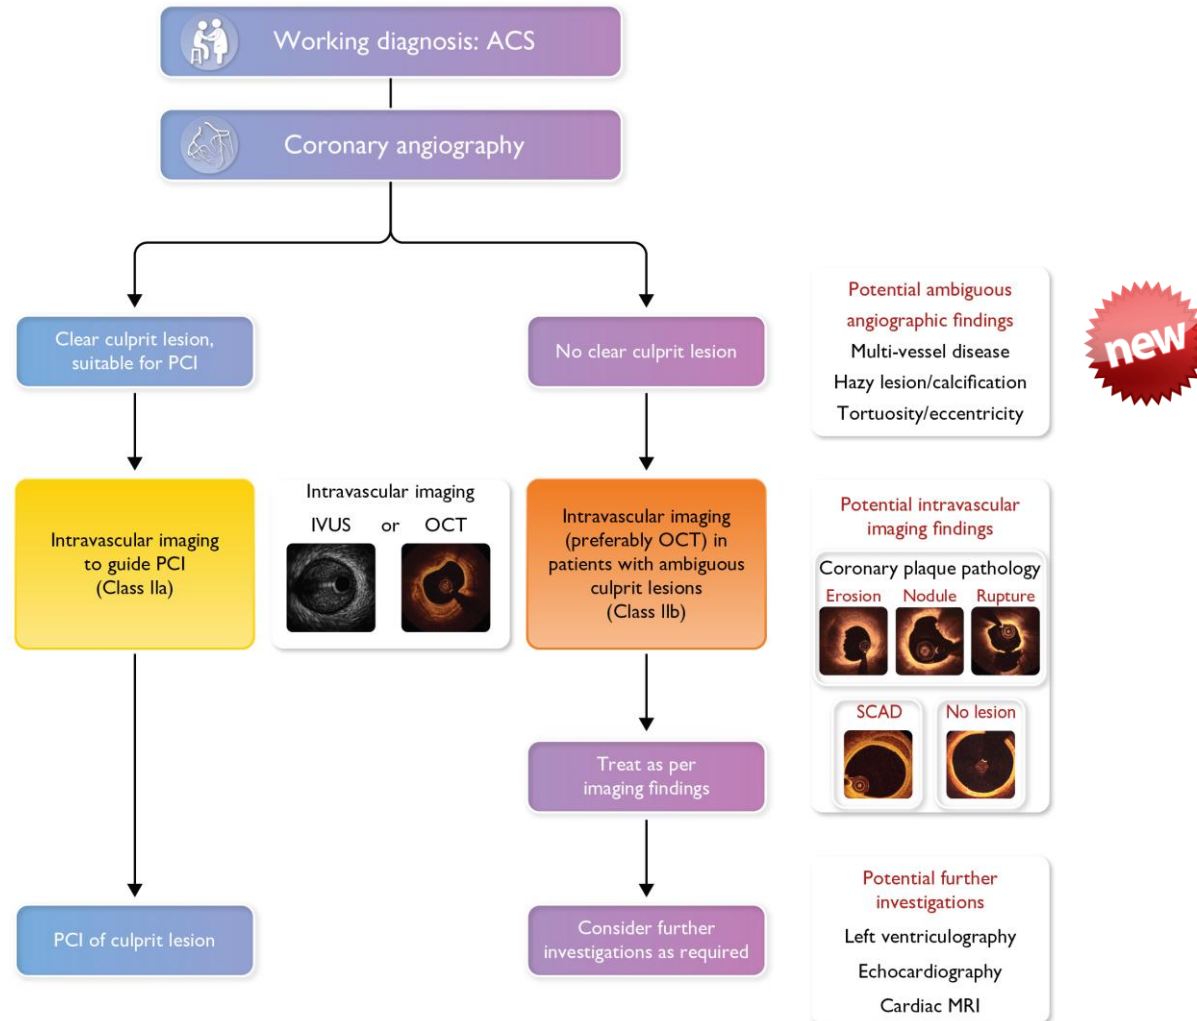 Working diagnosis: ACS
Coronary angiography
Clear culprit lesion,
suitable for PCI
No clear culprit lesion
Potential ambiguous
angiographic findings
Multi-vessel disease
Hazy lesion/calcification
Tortuosity/eccentricity
new
Intravascular imaging
to guide PCI
(Class IIa)
Intravascular imaging
IVUS or OCT
Intravascular imaging
(preferably OCT) in
patients with ambiguous
culprit lesions
(Class IIb)
Potential intravascular
imaging findings
Coronary plaque pathology
Erosion Nodule Rupture
SCAD No lesion
Treat as per
imaging findings
PCI of culprit lesion
Consider further
investigations as required
Potential further
investigations
Left ventriculography
Echocardiography
Cardiac MRI